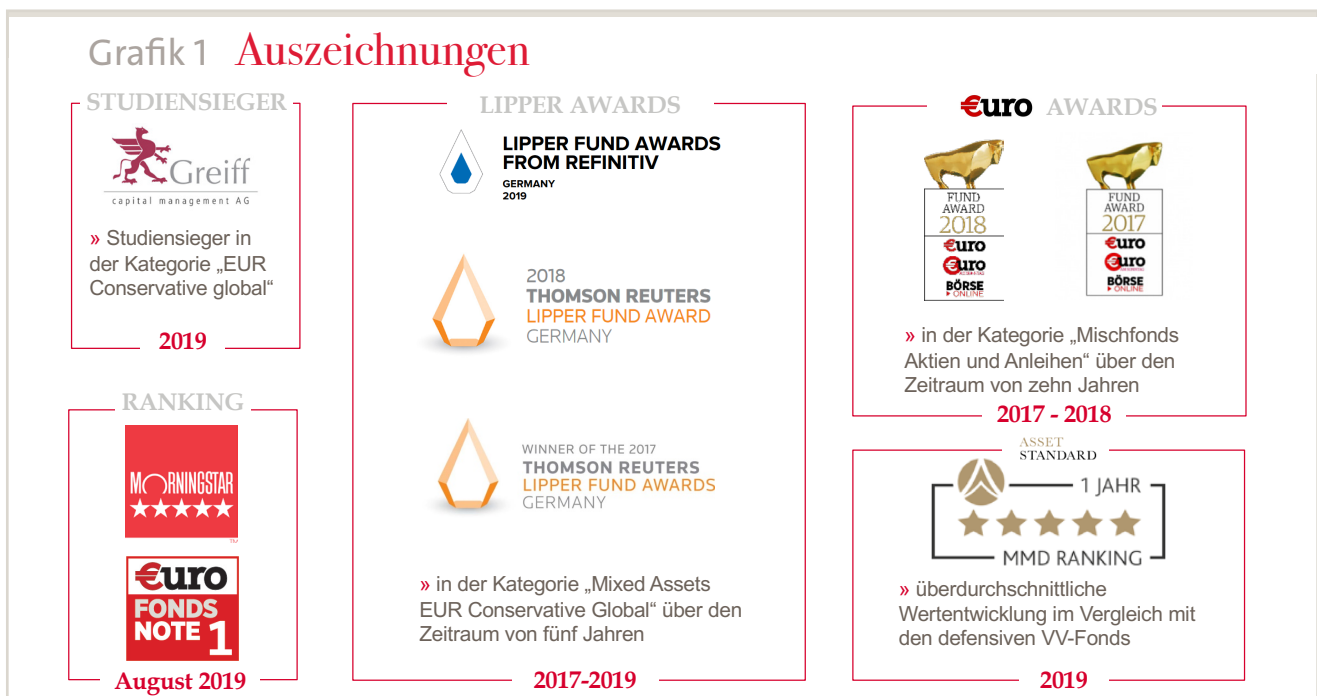 Grafik 1 Auszeichnungen
STUDIENSIEGER
Greiff
capital management AG
» Studiensieger in
der Kategorie „EUR
Conservative global“
2019
RANKING
MORNINGSTAR
TM
€uro
FONDS
NOTE 1
August 2019
LIPPER AWARDS
LIPPER FUND AWARDS
FROM REFINITIV
GERMANY
2019
2018
THOMSON REUTERS
LIPPER FUND AWARD
GERMANY
WINNER OF THE 2017
THOMSON REUTERS
LIPPER FUND AWARDS
GERMANY
» in der Kategorie „Mixed Assets
EUR Conservative Global“ über den
Zeitraum von fünf Jahren
2017-2019
€uro AWARDS
FUND
AWARD
2018
€uro
€uro
BÖRSE
ONLINE
FUND
AWARD
2017
€uro
€uro
BÖRSE
ONLINE
» in der Kategorie „Mischfonds
Aktien und Anleihen“ über den
Zeitraum von zehn Jahren
2017 - 2018
ASSET
STANDARD
1 JAHR
MMD RANKING
» überdurchschnittliche
Wertentwicklung im Vergleich mit
den defensiven VV-Fonds
2019